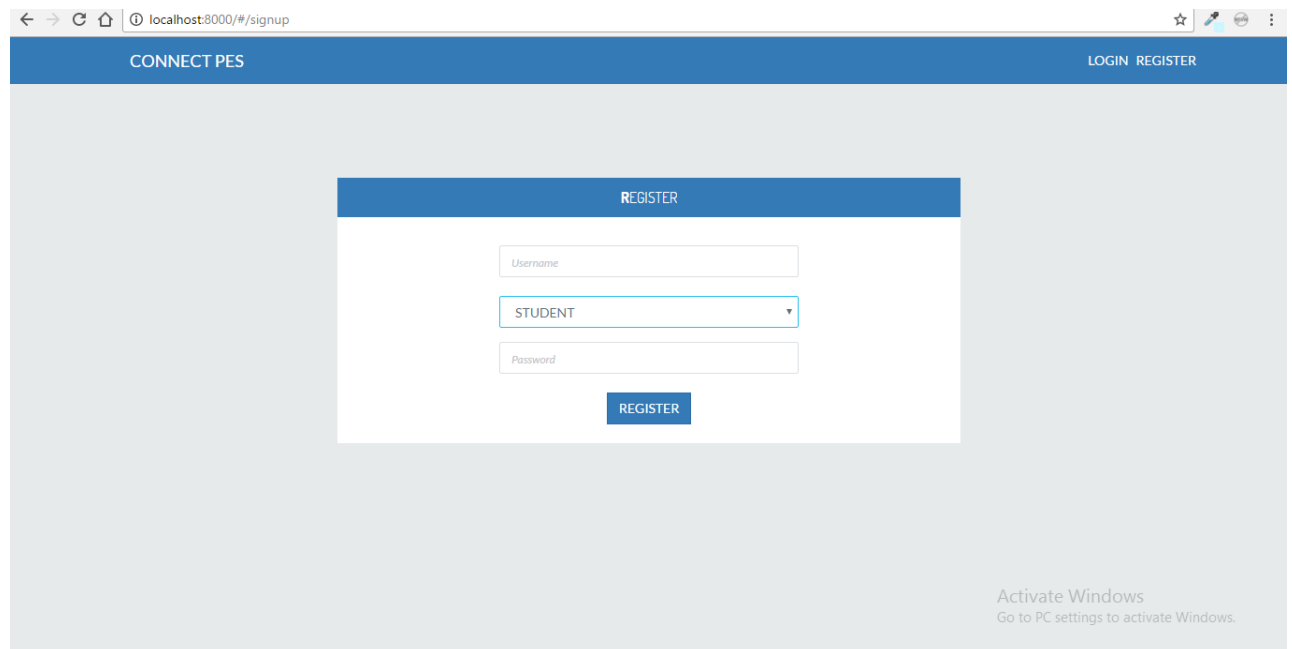 localhost:8000/#/signup
CONNECT PES
LOGIN REGISTER
REGISTER
Username
STUDENT
Password
REGISTER
Activate Windows
Go to PC settings to activate Windows.